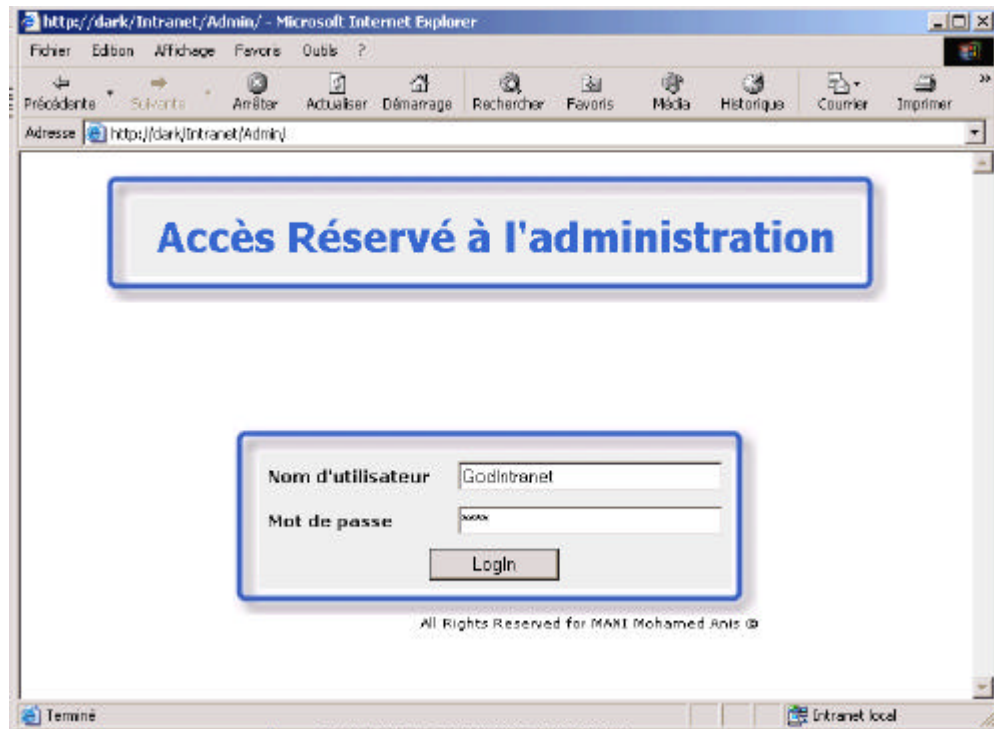 http://dark/Intranet/Admin/ - Microsoft Internet Explorer
Fichier Edition Affichage Favoris Outils ?
Précédente Suivante Arrêter Actualiser Démarrage Rechercher Favoris Média Historique Courrier Imprimer »
Adresse http://dark/Intranet/Admin/
Accès Réservé à l'administration
Nom d'utilisateur GodIntranet
Mot de passe ****
LogIn
All Rights Reserved for MANI Mohamed Anis ©
Terminé Intranet local